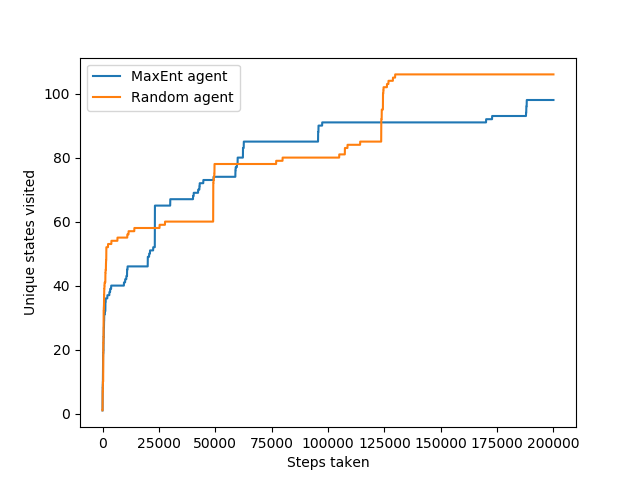 MaxEnt agent
Random agent
100
80
60
40
20
0
Unique states visited
0 25000 50000 75000 100000 125000 150000 175000 200000
Steps taken